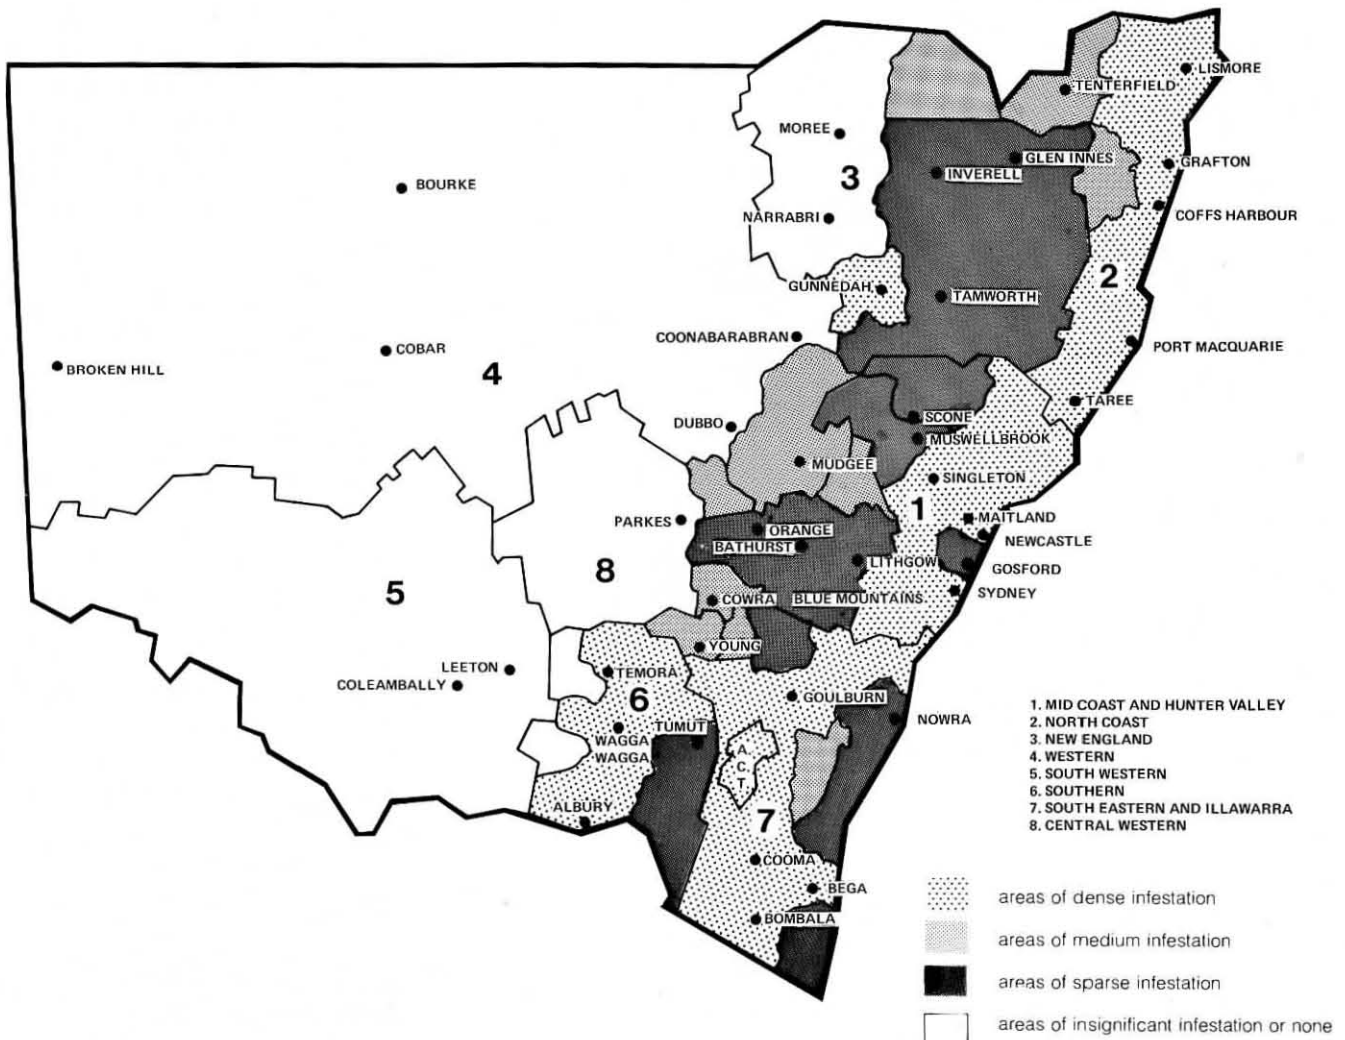 LISMORE
TENTERFIELD
MOREE
GLEN INNES
3
INVERELL
GRAFTON
BOURKE
NARRABRI
COFFS HARBOUR
2
GUNNEDAH
TAMWORTH
COONABARABRAN
PORT MACQUARIE
COBAR
BROKEN HILL
4
TAREE
DUBBO
SCONE
MUSWELLBROOK
MUDGEE
SINGLETON
1
MAITLAND
PARKES
ORANGE
NEWCASTLE
BATHURST
LITHGOW
GOSFORD
8
5
COWRA
BLUE MOUNTAINS
SYDNEY
YOUNG
LEETON
TEMORA
COLEAMBALLY
6
GOULBURN
NOWRA
TUMUT
WAGGA
WAGGA
A.
C.
T.
ALBURY
7
COOMA
BEGA
BOMBALA
1. MID COAST AND HUNTER VALLEY
2. NORTH COAST
3. NEW ENGLAND
4. WESTERN
5. SOUTH WESTERN
6. SOUTHERN
7. SOUTH EASTERN AND ILLAWARRA
8. CENTRAL WESTERN
areas of dense infestation
areas of medium infestation
areas of sparse infestation
areas of insignificant infestation or none